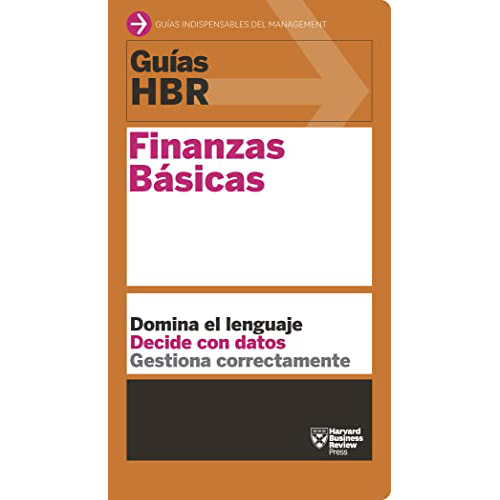 GUÍAS INDISPENSABLES DEL MANAGEMENT
Guías
HBR
Finanzas
Básicas
Domina el lenguaje
Decide con datos
Gestiona correctamente
Harvard
Business
Review
Press